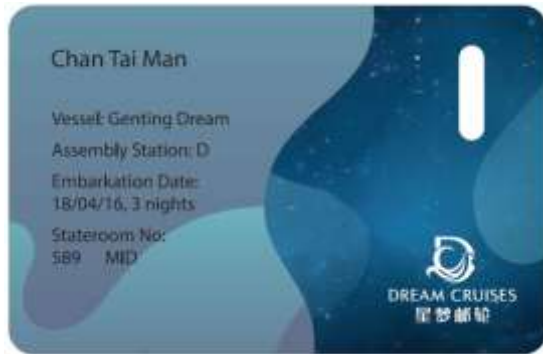 Chan Tai Man
Vessel: Genting Dream
Assembly Station: D
Embarkation Date:
18/04/16, 3 nights
Stateroom No:
589 MID
DREAM CRUISES
星梦邮轮